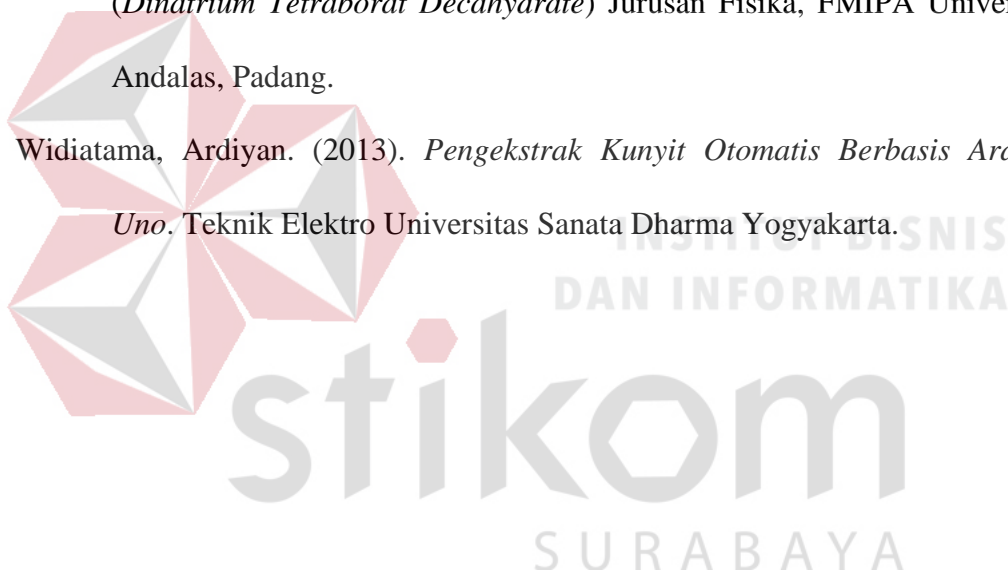 (Dinatrium Tetraborat Decahydrate) Jurusan Fisika, FMIPA Univer
Andalas, Padang.
Widiatama, Ardiyan. (2013). Pengekstrak Kunyit Otomatis Berbasis Ard
Uno. Teknik Elektro Universitas Sanata Dharma Yogyakarta.
INSTITUT BISNIS
DAN INFORMATIKA
stikom
SURABAYA